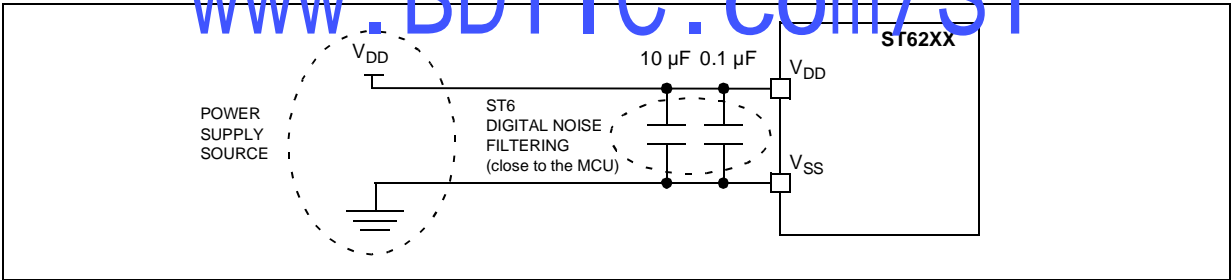 www.BDTIC.com/ST
ST62XX
VDD
10 µF 0.1 µF
VDD
POWER
SUPPLY
SOURCE
ST6
DIGITAL NOISE
FILTERING
(close to the MCU)
VSS